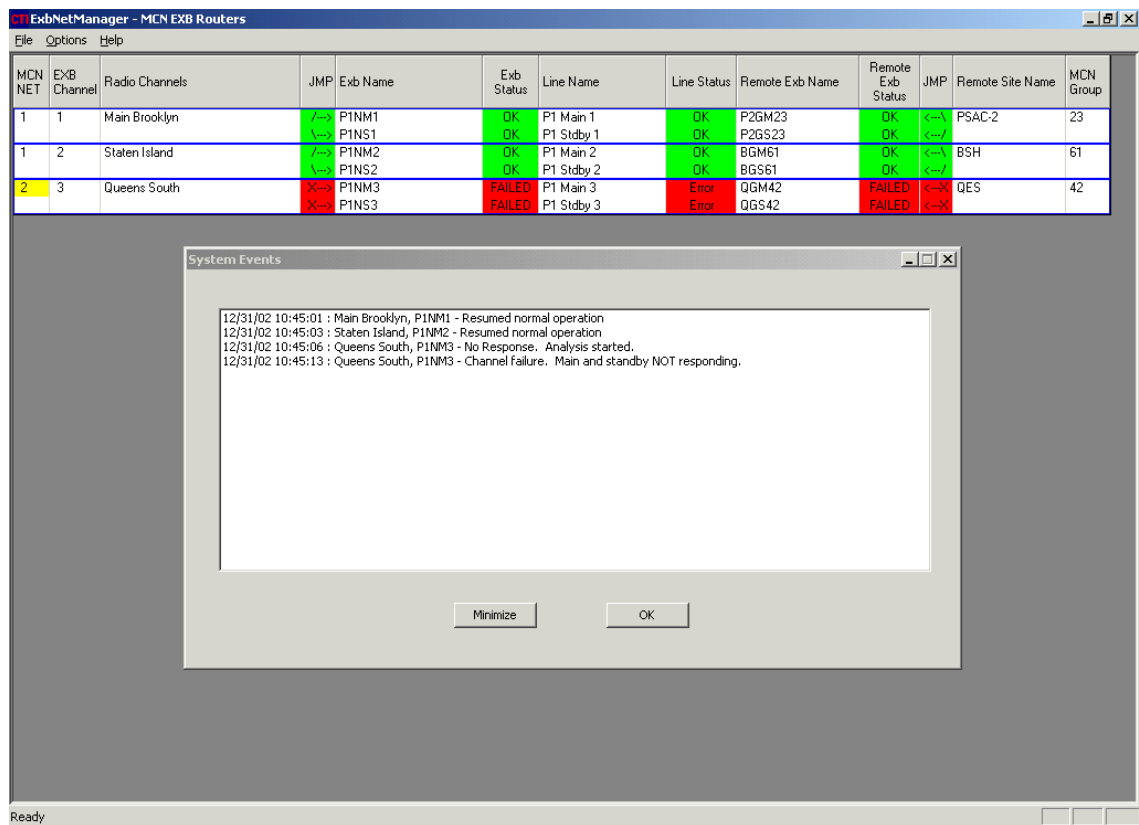 CTI ExbNetManager - MCN EXB Routers
File Options Help
MCN NET EXB Channel Radio Channels JMP Exb Name Exb Status Line Name Line Status Remote Exb Name Remote Exb Status JMP Remote Site Name MCN Group
1 1 Main Brooklyn /---> P1NM1 OK P1 Main 1 OK P2GM23 OK <---\ PSAC-2 23
\---> P1NS1 OK P1 Stdby 1 OK P2GS23 OK <---/
1 2 Staten Island /---> P1NM2 OK P1 Main 2 OK BGM61 OK <---\ BSH 61
\---> P1NS2 OK P1 Stdby 2 OK BGS61 OK <---/
2 3 Queens South X---> P1NM3 FAILED P1 Main 3 Error QGM42 FAILED <---X QES 42
X---> P1NS3 FAILED P1 Stdby 3 Error QGS42 FAILED <---X
System Events
12/31/02 10:45:01 : Main Brooklyn, P1NM1 - Resumed normal operation
12/31/02 10:45:03 : Staten Island, P1NM2 - Resumed normal operation
12/31/02 10:45:06 : Queens South, P1NM3 - No Response. Analysis started.
12/31/02 10:45:13 : Queens South, P1NM3 - Channel failure. Main and standby NOT responding.
Minimize OK
Ready